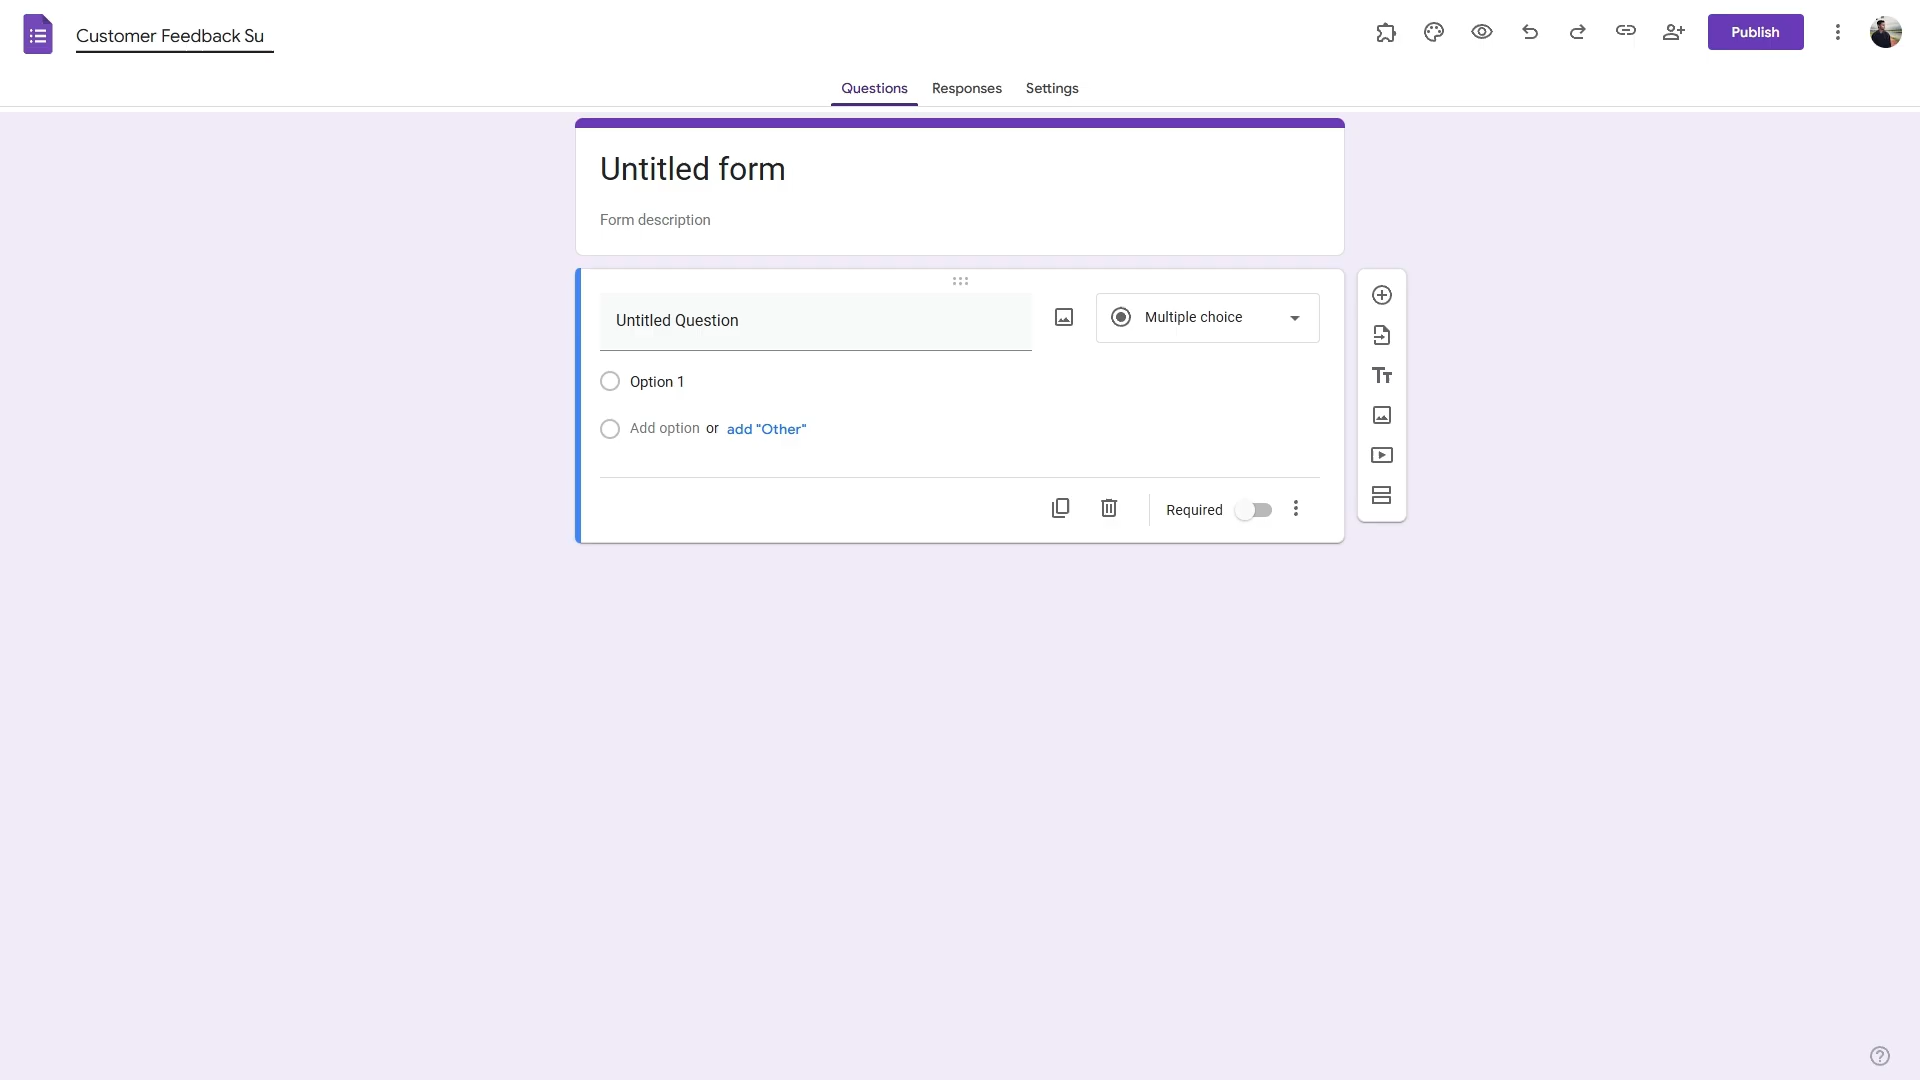 Customer Feedback Su
Publish
Questions Responses Settings
Untitled form
Form description
Untitled Question
Multiple choice
Option 1
Add option or add "Other"
Required